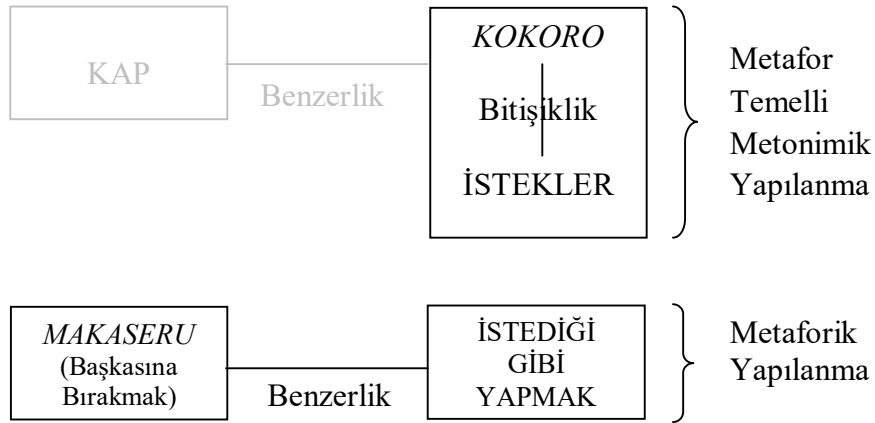 KAP
Benzerlik
KOKORO
Bitişiklik
İSTEKLER
Metafor
Temelli
Metonimik
Yapılanma
MAKASERU
(Başkasına
Bırakmak)
Benzerlik
İSTEDİĞİ
GİBİ
YAPMAK
Metaforik
Yapılanma